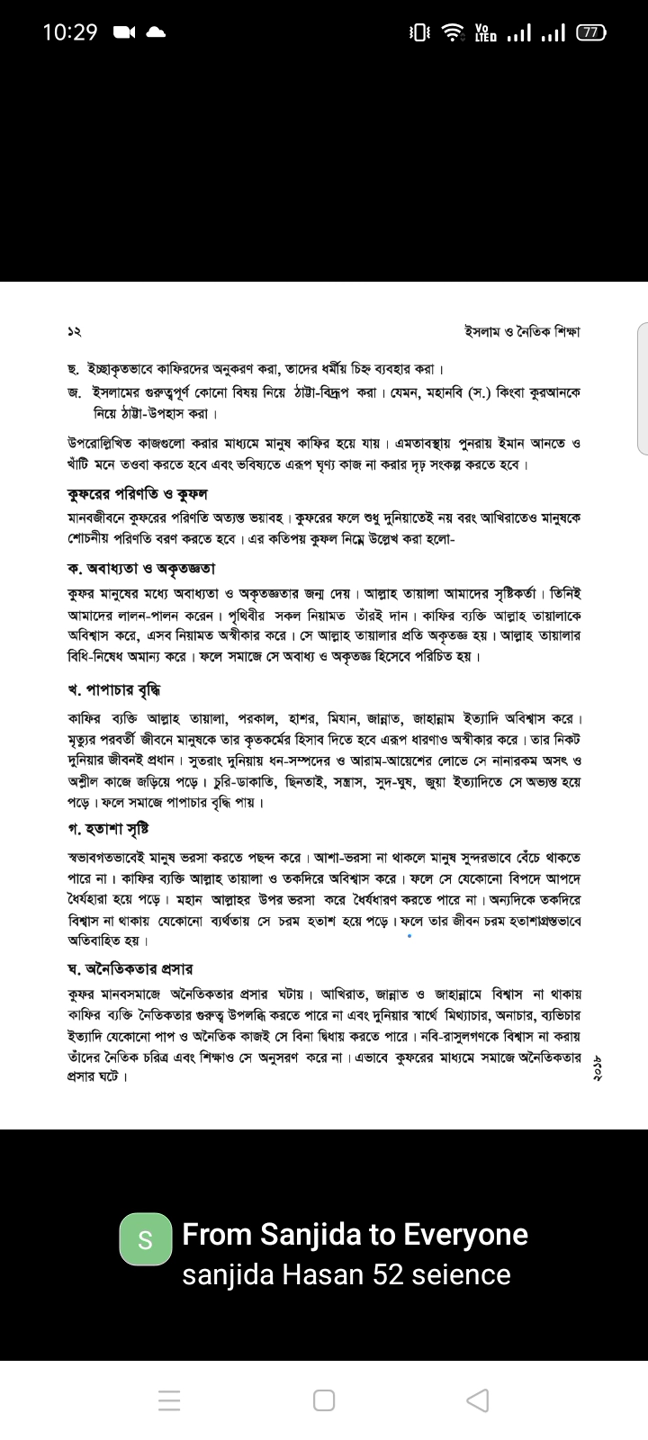 10:29
Vo
LTED
77
১২
ইসলাম ও নৈতিক শিক্ষা
ছ. ইচ্ছাকৃতভাবে কাফিরদের অনুকরণ করা, তাদের ধর্মীয় চিহ্ন ব্যবহার করা।
জ. ইসলামের গুরুত্বপূর্ণ কোনো বিষয় নিয়ে ঠাট্টা-বিদ্রূপ করা। যেমন, মহানবি (স.) কিংবা কুরআনকে
নিয়ে ঠাট্টা-উপহাস করা।
উপরোল্লিখিত কাজগুলো করার মাধ্যমে মানুষ কাফির হয়ে যায়। এমতাবস্থায় পুনরায় ইমান আনতে ও
খাঁটি মনে তওবা করতে হবে এবং ভবিষ্যতে এরূপ ঘৃণ্য কাজ না করার দৃঢ় সংকল্প করতে হবে।
কুফরের পরিণতি ও কুফল
মানবজীবনে কুফরের পরিণতি অত্যন্ত ভয়াবহ। কুফরের ফলে শুধু দুনিয়াতেই নয় বরং আখিরাতেও মানুষকে
শোচনীয় পরিণতি বরণ করতে হবে। এর কতিপয় কুফল নিম্নে উল্লেখ করা হলো-
ক. অবাধ্যতা ও অকৃতজ্ঞতা
কুফর মানুষের মধ্যে অবাধ্যতা ও অকৃতজ্ঞতার জন্ম দেয়। আল্লাহ তায়ালা আমাদের সৃষ্টিকর্তা। তিনিই
আমাদের লালন-পালন করেন। পৃথিবীর সকল নিয়ামত তাঁরই দান। কাফির ব্যক্তি আল্লাহ তায়ালাকে
অবিশ্বাস করে, এসব নিয়ামত অস্বীকার করে। সে আল্লাহ তায়ালার প্রতি অকৃতজ্ঞ হয়। আল্লাহ তায়ালার
বিধি-নিষেধ অমান্য করে। ফলে সমাজে সে অবাধ্য ও অকৃতজ্ঞ হিসেবে পরিচিত হয়।
খ. পাপাচার বৃদ্ধি
কাফির ব্যক্তি আল্লাহ তায়ালা, পরকাল, হাশর, মিযান, জান্নাত, জাহান্নাম ইত্যাদি অবিশ্বাস করে।
মৃত্যুর পরবর্তী জীবনে মানুষকে তার কৃতকর্মের হিসাব দিতে হবে এরূপ ধারণাও অস্বীকার করে। তার নিকট
দুনিয়ার জীবনই প্রধান। সুতরাং দুনিয়ায় ধন-সম্পদের ও আরাম-আয়েশের লোভে সে নানারকম অসৎ ও
অশ্লীল কাজে জড়িয়ে পড়ে। চুরি-ডাকাতি, ছিনতাই, সন্ত্রাস, সুদ-ঘুষ, জুয়া ইত্যাদিতে সে অভ্যস্ত হয়ে
পড়ে। ফলে সমাজে পাপাচার বৃদ্ধি পায়।
গ. হতাশা সৃষ্টি
স্বভাবগতভাবেই মানুষ ভরসা করতে পছন্দ করে। আশা-ভরসা না থাকলে মানুষ সুন্দরভাবে বেঁচে থাকতে
পারে না। কাফির ব্যক্তি আল্লাহ তায়ালা ও তকদিরে অবিশ্বাস করে। ফলে সে যেকোনো বিপদে আপদে
ধৈর্যহারা হয়ে পড়ে। মহান আল্লাহর উপর ভরসা করে ধৈর্যধারণ করতে পারে না। অন্যদিকে তকদিরে
বিশ্বাস না থাকায় যেকোনো ব্যর্থতায় সে চরম হতাশ হয়ে পড়ে। ফলে তার জীবন চরম হতাশাগ্রস্তভাবে
অতিবাহিত হয়।
ঘ. অনৈতিকতার প্রসার
কুফর মানবসমাজে অনৈতিকতার প্রসার ঘটায়। আখিরাত, জান্নাত ও জাহান্নামে বিশ্বাস না থাকায়
কাফির ব্যক্তি নৈতিকতার গুরুত্ব উপলব্ধি করতে পারে না এবং দুনিয়ার স্বার্থে মিথ্যাচার, অনাচার, ব্যভিচার
ইত্যাদি যেকোনো পাপ ও অনৈতিক কাজই সে বিনা দ্বিধায় করতে পারে। নবি-রাসুলগণকে বিশ্বাস না করায়
তাঁদের নৈতিক চরিত্র এবং শিক্ষাও সে অনুসরণ করে না। এভাবে কুফরের মাধ্যমে সমাজে অনৈতিকতার
প্রসার ঘটে।
২০১৮
S
From Sanjida to Everyone
sanjida Hasan 52 seience